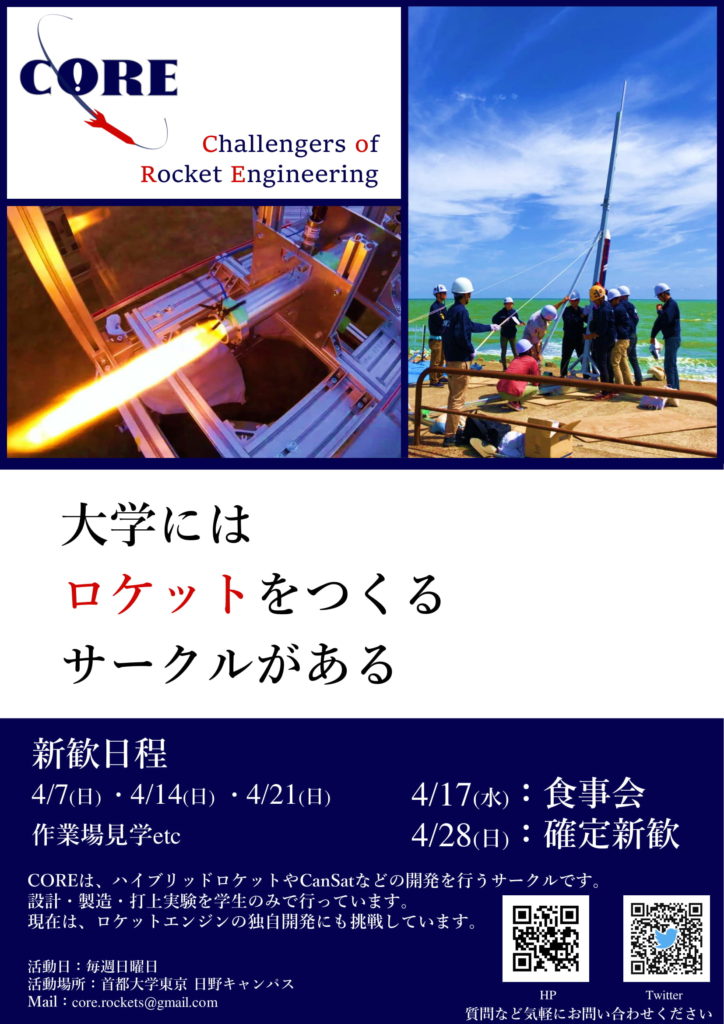 CORE
Challengers of
Rocket Engineering
大学には
ロケットをつくる
サークルがある
新歓日程
4/7(日)・4/14(日)・4/21(日)
作業場見学etc
4/17(水)：食事会
4/28(日)：確定新歓
COREは、ハイブリッドロケットやCanSatなどの開発を行うサークルです。
設計・製造・打上実験を学生のみで行っています。
現在は、ロケットエンジンの独自開発にも挑戦しています。
活動日：毎週日曜日
活動場所：首都大学東京 日野キャンパス
Mail：core.rockets@gmail.com
HP
Twitter
質問など気軽にお問い合わせください